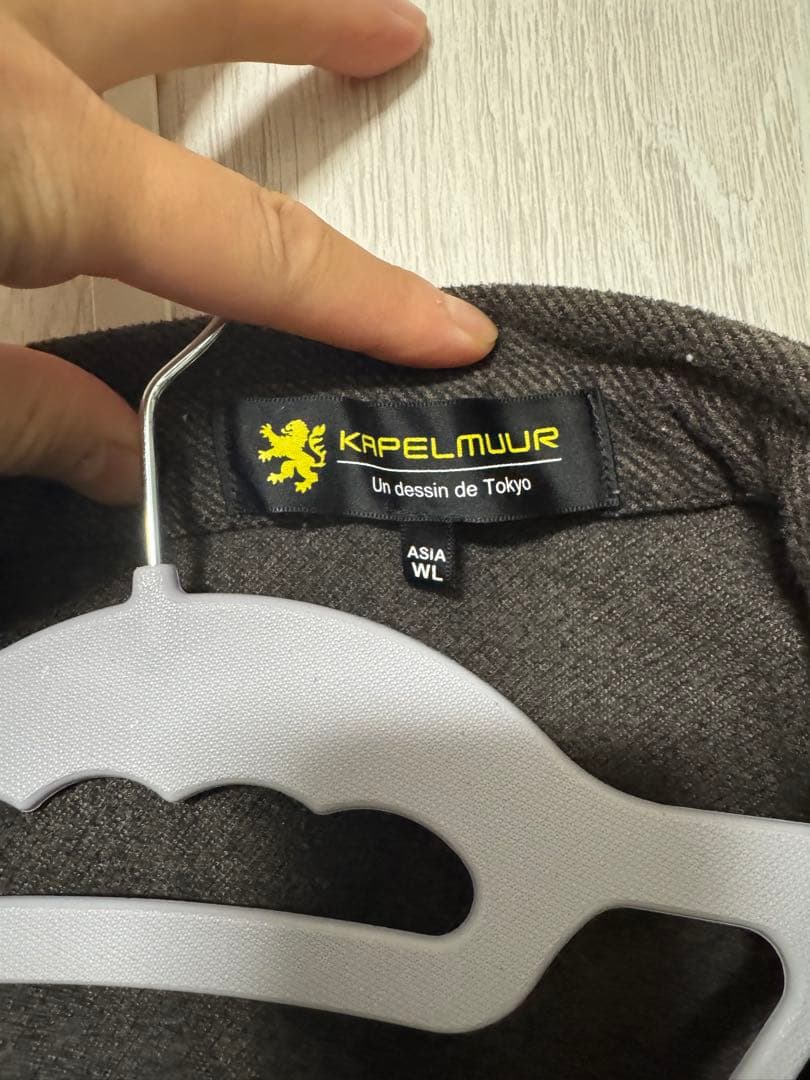 KAPELMUUR
Un dessin de Tokyo
ASIA
WL